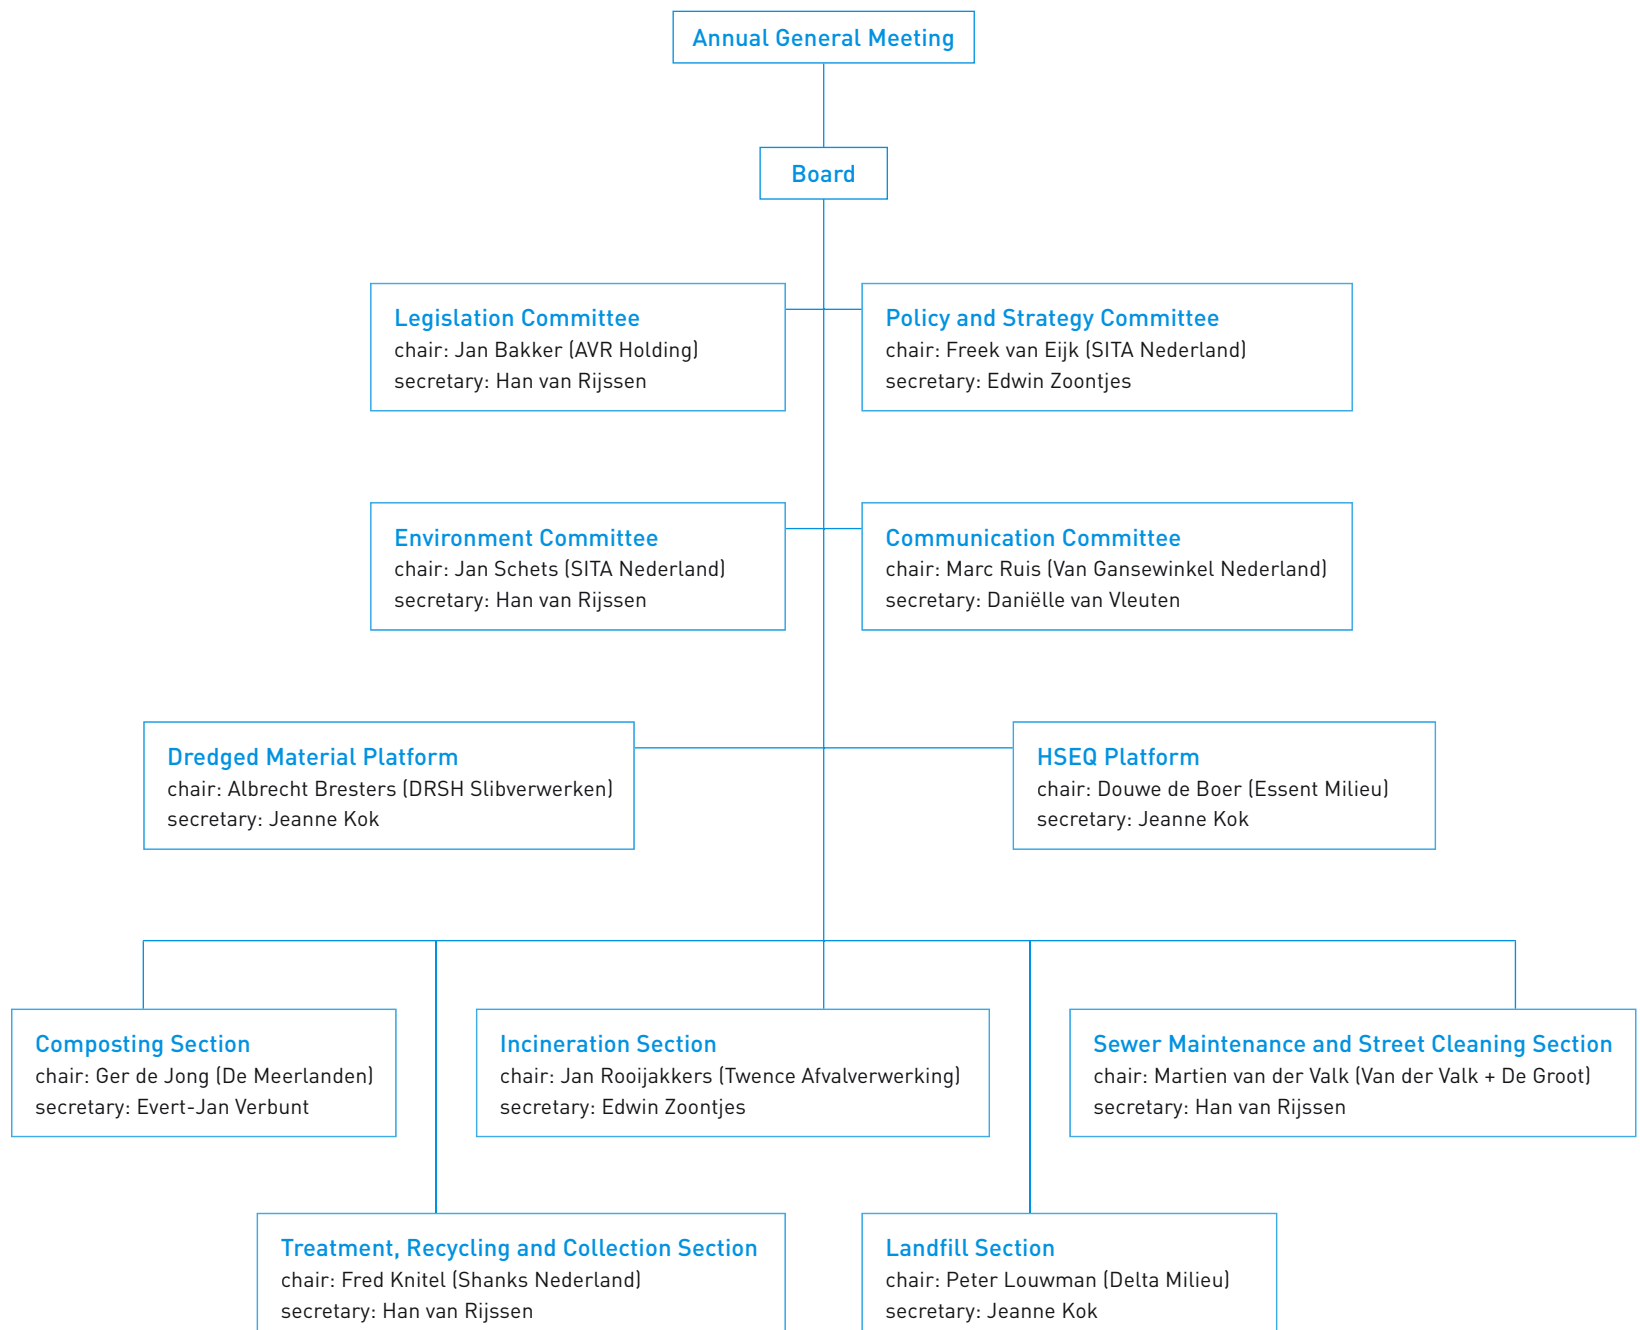 Annual General Meeting
Board
Legislation Committee
chair: Jan Bakker (AVR Holding)
secretary: Han van Rijssen
Policy and Strategy Committee
chair: Freek van Eijk (SITA Nederland)
secretary: Edwin Zoontjes
Environment Committee
chair: Jan Schets (SITA Nederland)
secretary: Han van Rijssen
Communication Committee
chair: Marc Ruis (Van Gansewinkel Nederland)
secretary: Daniëlle van Vleuten
Dredged Material Platform
chair: Albrecht Bresters (DRSH Slibverwerken)
secretary: Jeanne Kok
HSEQ Platform
chair: Douwe de Boer (Essent Milieu)
secretary: Jeanne Kok
Composting Section
chair: Ger de Jong (De Meerlanden)
secretary: Evert-Jan Verbunt
Incineration Section
chair: Jan Rooijakkers (Twence Afvalverwerking)
secretary: Edwin Zoontjes
Sewer Maintenance and Street Cleaning Section
chair: Martien van der Valk (Van der Valk + De Groot)
secretary: Han van Rijssen
Treatment, Recycling and Collection Section
chair: Fred Knitel (Shanks Nederland)
secretary: Han van Rijssen
Landfill Section
chair: Peter Louwman (Delta Milieu)
secretary: Jeanne Kok